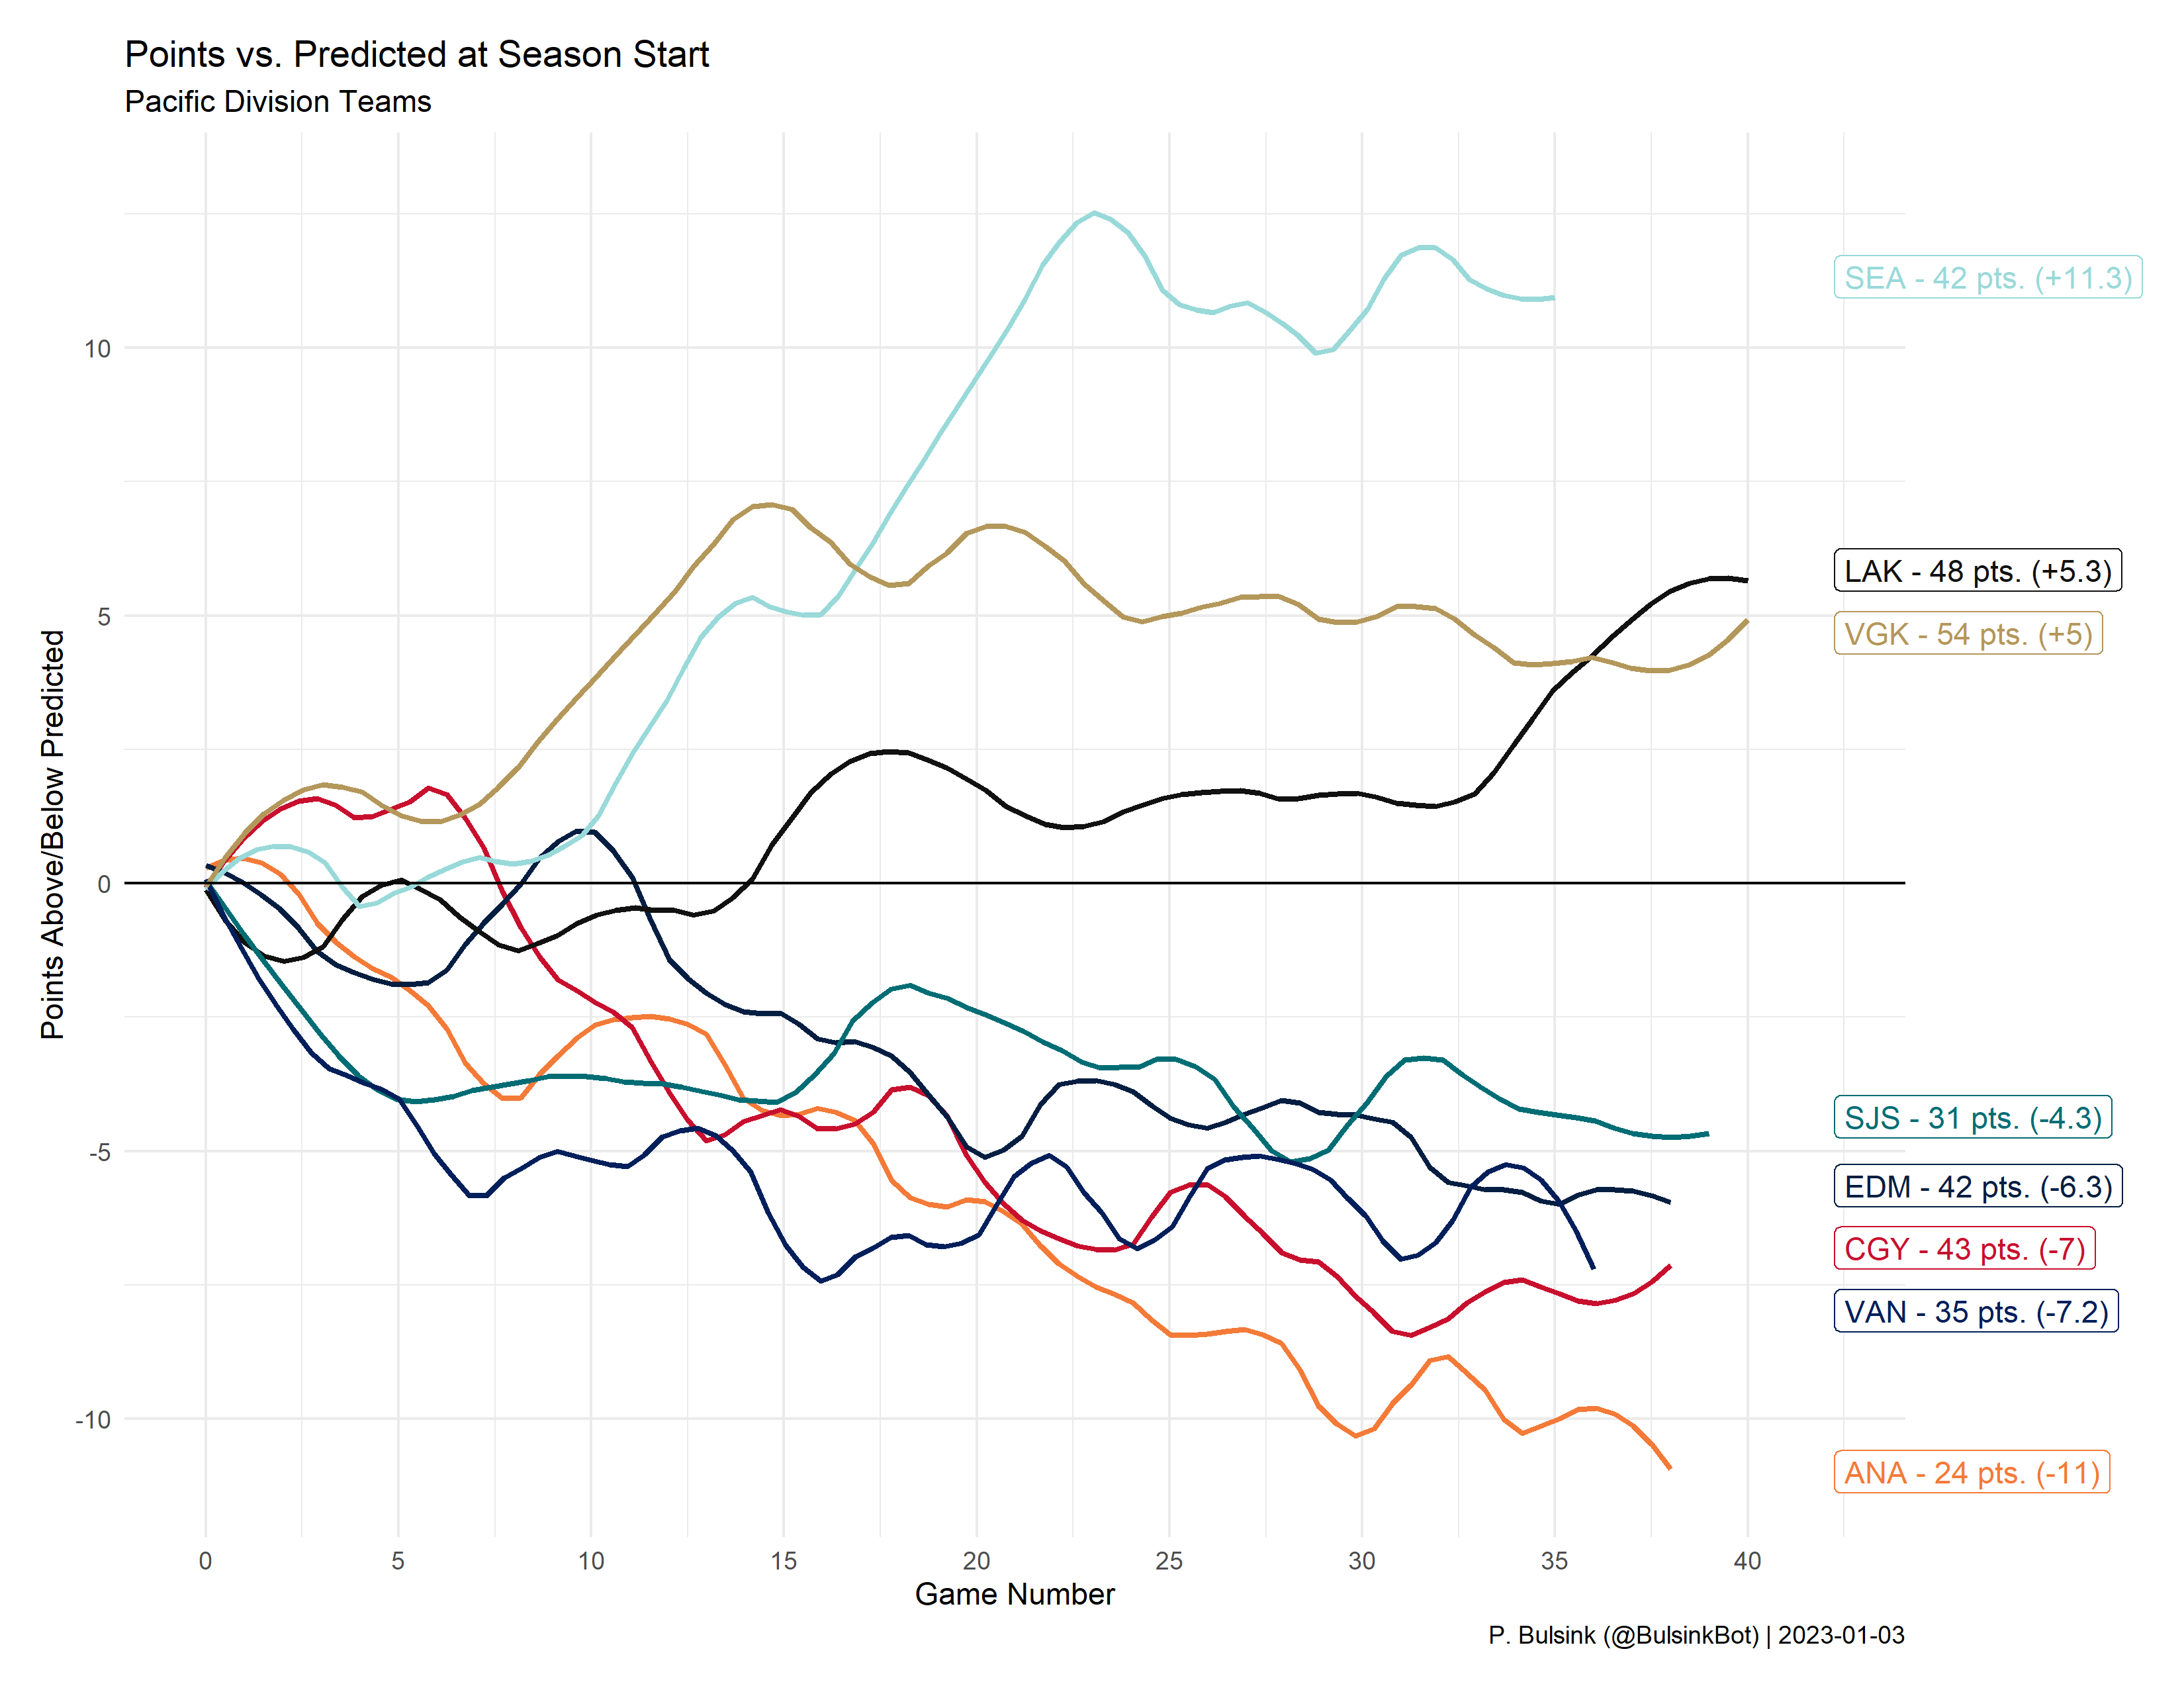 Points vs. Predicted at Season Start
Pacific Division Teams
Points Above/Below Predicted
10
5
0
-5
-10
SEA - 42 pts. (+11.3)
LAK - 48 pts. (+5.3)
VGK - 54 pts. (+5)
SJS - 31 pts. (-4.3)
EDM - 42 pts. (-6.3)
CGY - 43 pts. (-7)
VAN - 35 pts. (-7.2)
ANA - 24 pts. (-11)
0 5 10 15 20 25 30 35 40
Game Number
P. Bulsink (@BulsinkBot) | 2023-01-03